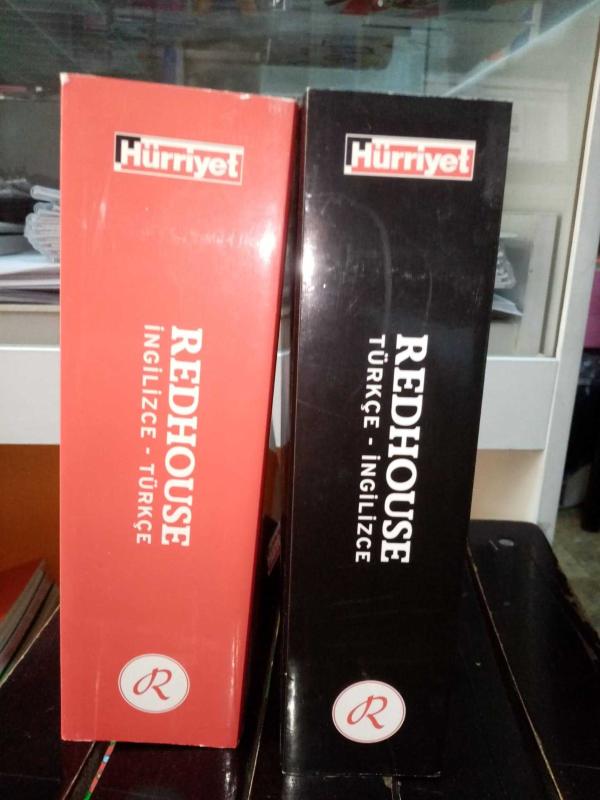 Hürriyet
REDHOUSE
İNGİLİZCE - TÜRKÇE
R
Hürriyet
REDHOUSE
TÜRKÇE - İNGİLİZCE
R